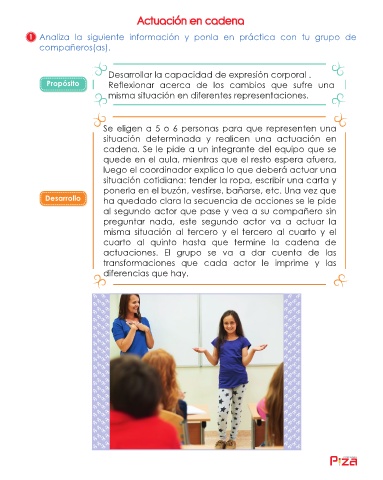 Actuación en cadena
1 Analiza la siguiente información y ponla en práctica con tu grupo de
compañeros(as).
Propósito
Desarrollar la capacidad de expresión corporal .
Reflexionar acerca de los cambios que sufre una
misma situación en diferentes representaciones.
Desarrollo
Se eligen a 5 o 6 personas para que representen una
situación determinada y realicen una actuación en
cadena. Se le pide a un integrante del equipo que se
quede en el aula, mientras que el resto espera afuera,
luego el coordinador explica lo que deberá actuar una
situación cotidiana: tender la ropa, escribir una carta y
ponerla en el buzón, vestirse, bañarse, etc. Una vez que
ha quedado clara la secuencia de acciones se le pide
al segundo actor que pase y vea a su compañero sin
preguntar nada, este segundo actor va a actuar la
misma situación al tercero y el tercero al cuarto y el
cuarto al quinto hasta que termine la cadena de
actuaciones. El grupo se va a dar cuenta de las
transformaciones que cada actor le imprime y las
diferencias que hay.